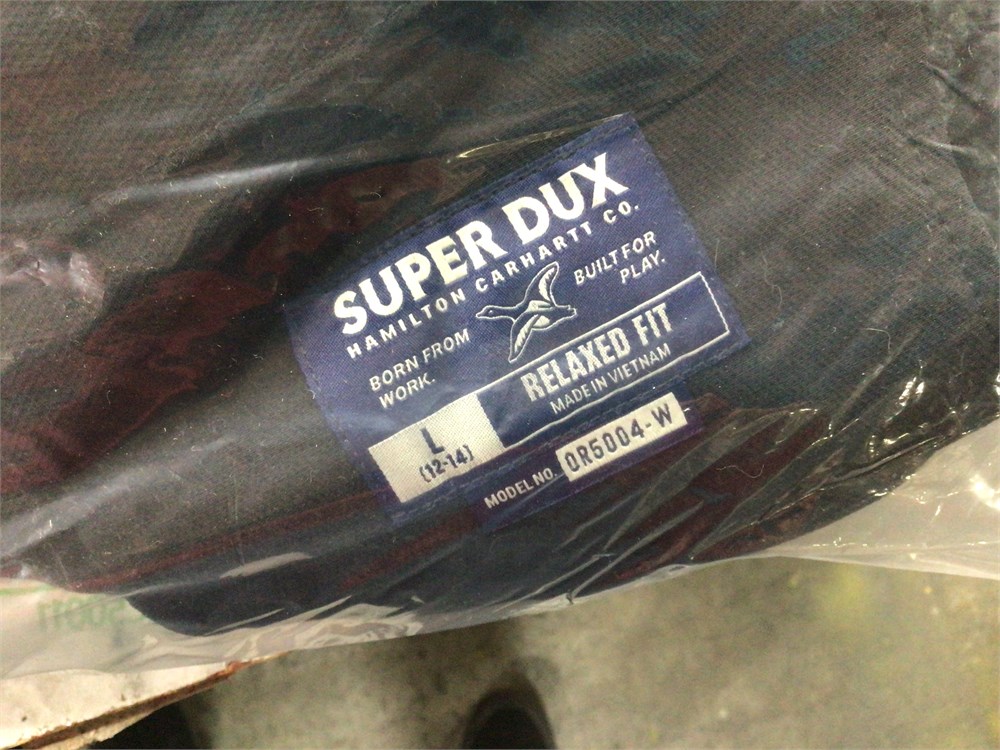 SUPER DUX
HAMILTON CARHARTT CO.
BORN FROM
WORK.
BUILT FOR
PLAY.
RELAXED FIT
MADE IN VIETNAM
L
(12-14)
MODEL NO. OR5004-W